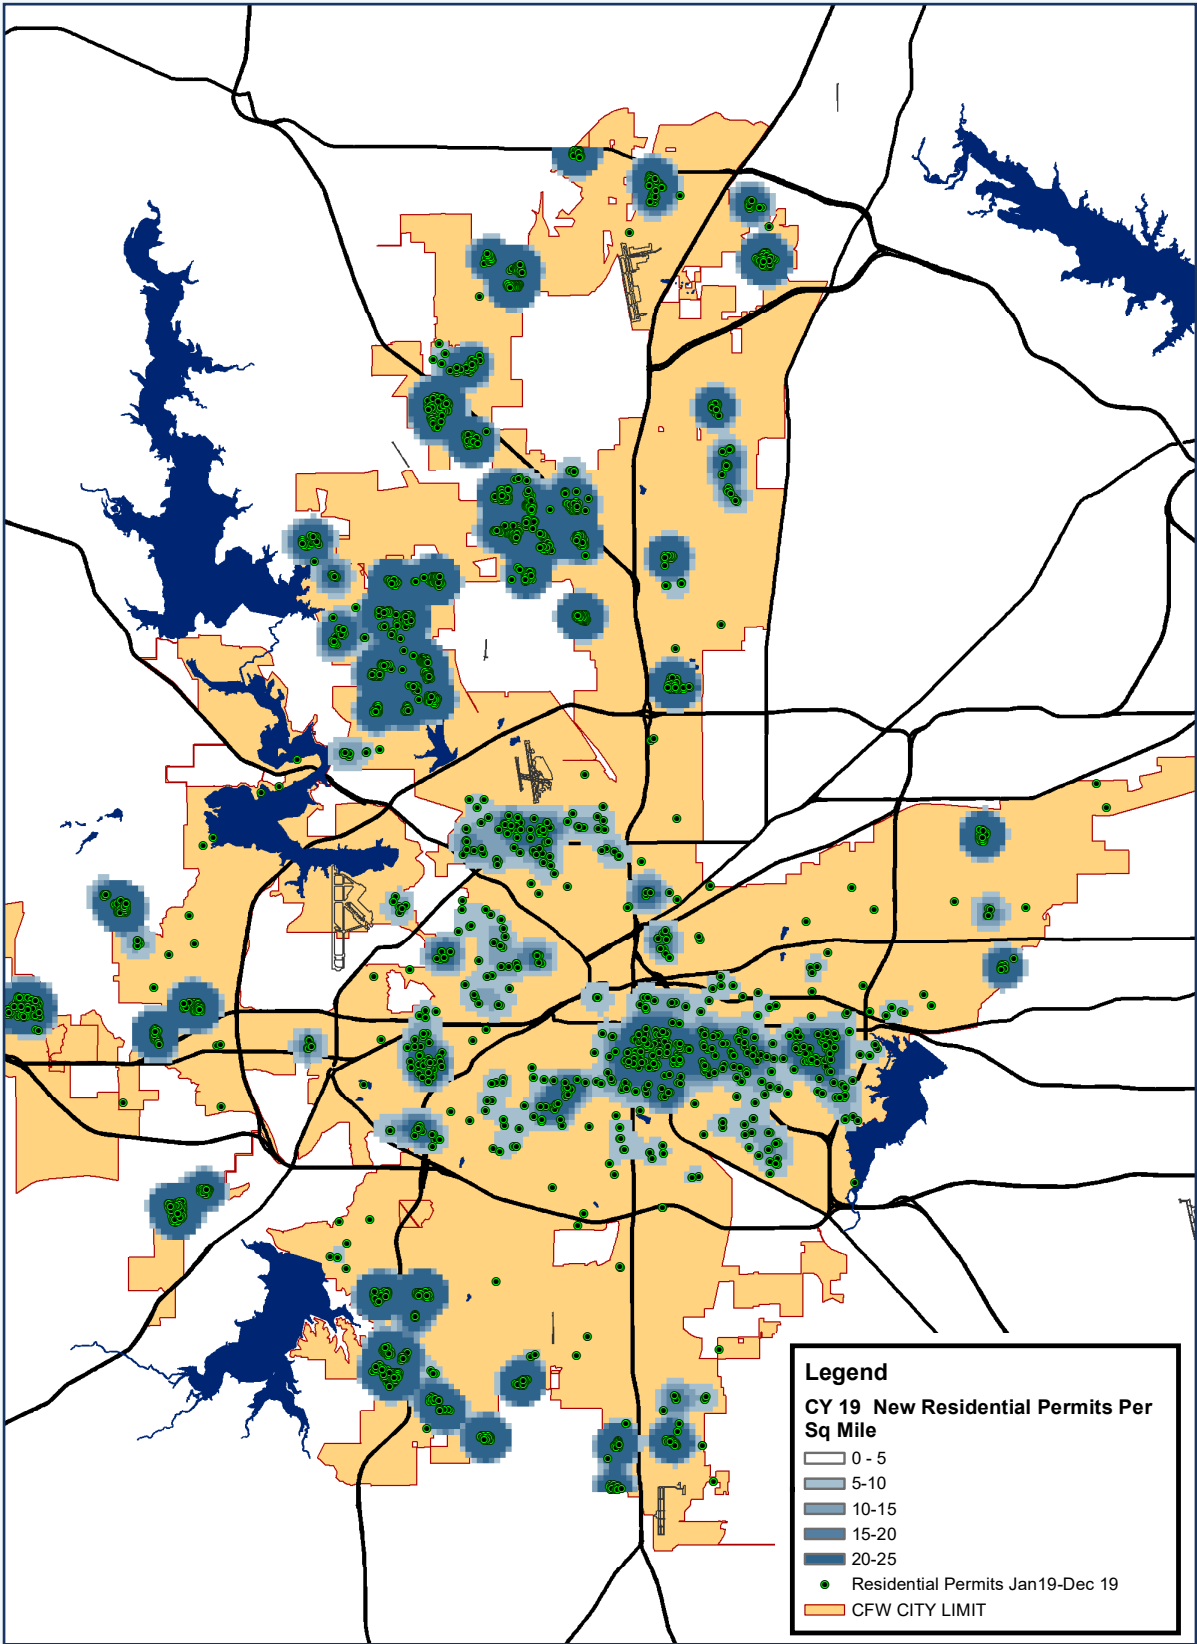 Legend
CY 19 New Residential Permits Per
Sq Mile
0 - 5
5-10
10-15
15-20
20-25
Residential Permits Jan19-Dec 19
CFW CITY LIMIT